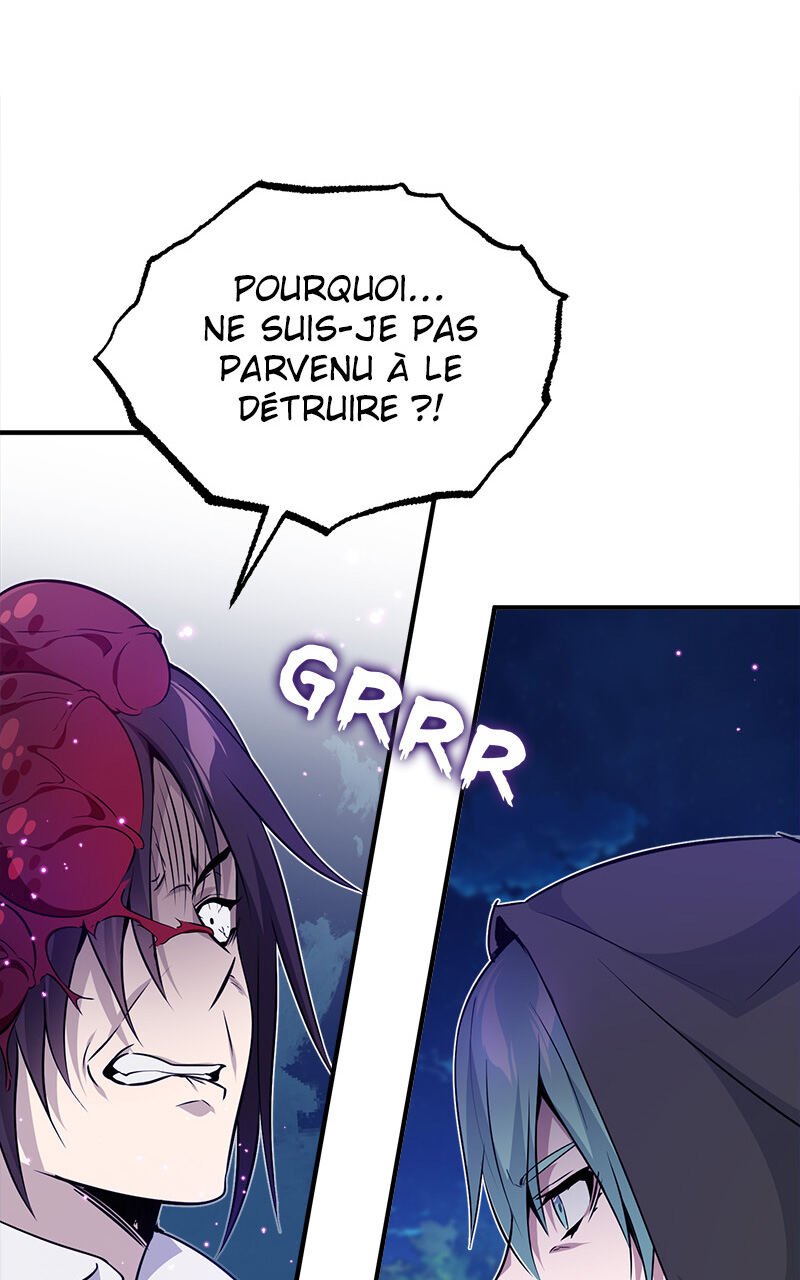 POURQUOI...
NE SUIS-JE PAS
PARVENU À LE
DÉTRUIRE ?!
GRRR